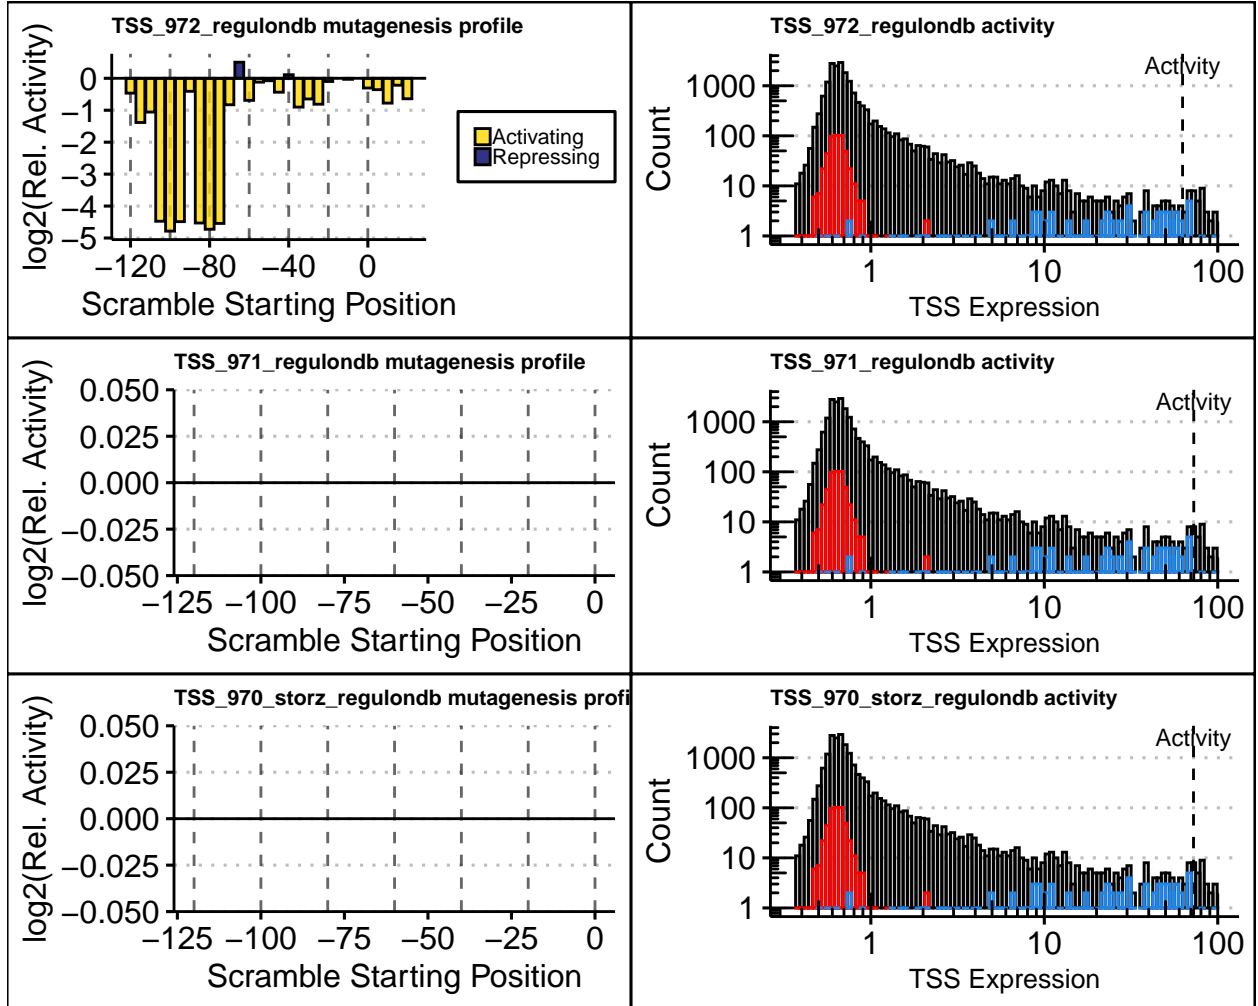 TSS_972_regulondb mutagenesis profile
log2(Rel. Activity)
0
−1
−2
−3
−4
−5
−120 −80 −40 0
Scramble Starting Position
Activating
Repressing
TSS_972_regulondb activity
Activity
Count
1000
100
10
1
1 10 100
TSS Expression
TSS_971_regulondb mutagenesis profile
log2(Rel. Activity)
0.050
0.025
0.000
−0.025
−0.050
−125 −100 −75 −50 −25 0
Scramble Starting Position
TSS_971_regulondb activity
Activity
Count
1000
100
10
1
1 10 100
TSS Expression
TSS_970_storz_regulondb mutagenesis profi
log2(Rel. Activity)
0.050
0.025
0.000
−0.025
−0.050
−125 −100 −75 −50 −25 0
Scramble Starting Position
TSS_970_storz_regulondb activity
Activity
Count
1000
100
10
1
1 10 100
TSS Expression